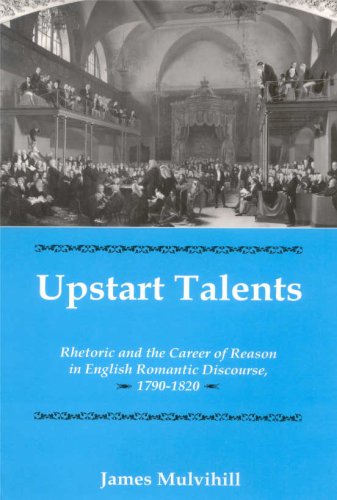 Upstart Talents
Rhetoric and the Career of Reason
in English Romantic Discourse,
1790-1820
James Mulvihill